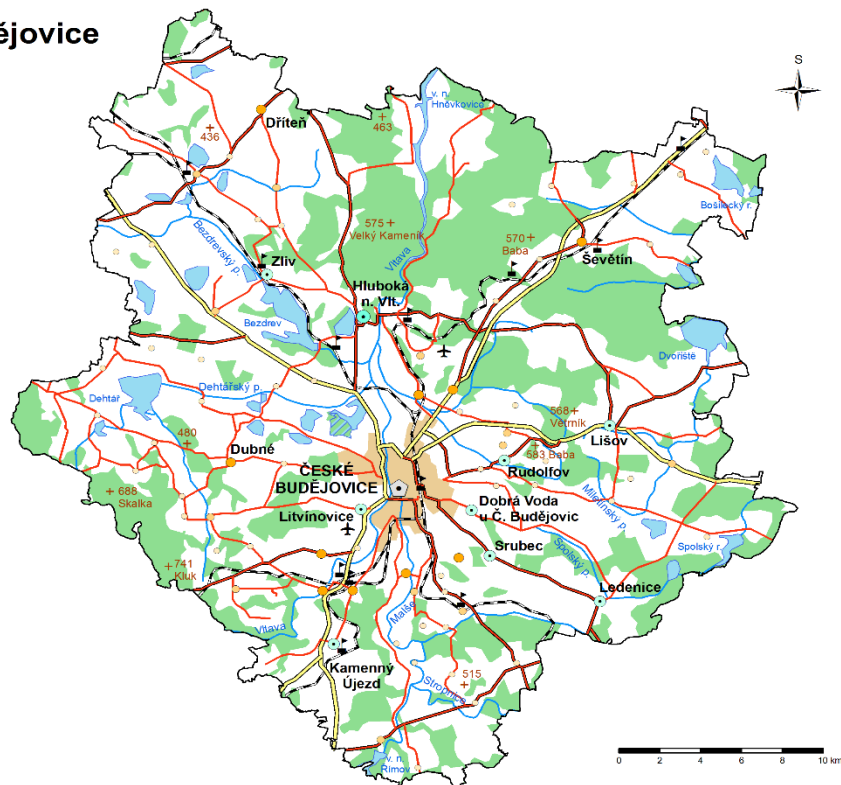 ějovice
S
v. n.
Hněvkovice
Dříteň
463
436
Bošilecký r.
575
Velký Kameník
570
Baba
Bezdrevský p.
Vltava
Ševětín
Zliv
Hluboká
n. Vlt.
Bezdrev
Dvořiště
Dehtář
Dehtářský p.
568
Větrník
Lišov
480
583 Baba
Dubné
Rudolfov
ČESKÉ
BUDĚJOVICE
688
Skalka
Miletínský p.
Litvínovice
Dobrá Voda
u Č. Budějovic
Srubec
Spolský p.
Spolský r.
741
Kluk
Ledenice
Malše
Vltava
Kamenný
Újezd
515
Stropnice
v. n.
Římov
0 2 4 6 8 10 km